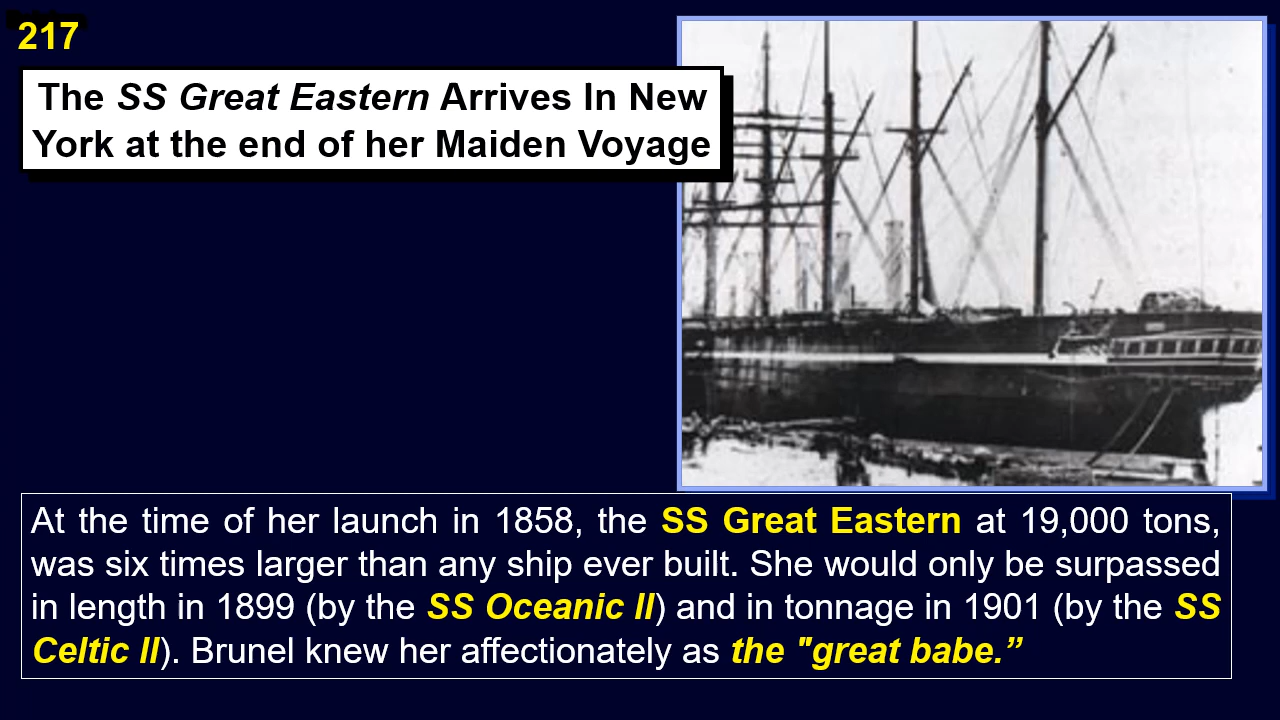 217
The SS Great Eastern Arrives In New
York at the end of her Maiden Voyage
At the time of her launch in 1858, the SS Great Eastern at 19,000 tons,
was six times larger than any ship ever built. She would only be surpassed
in length in 1899 (by the SS Oceanic II) and in tonnage in 1901 (by the SS
Celtic II). Brunel knew her affectionately as the "great babe.”